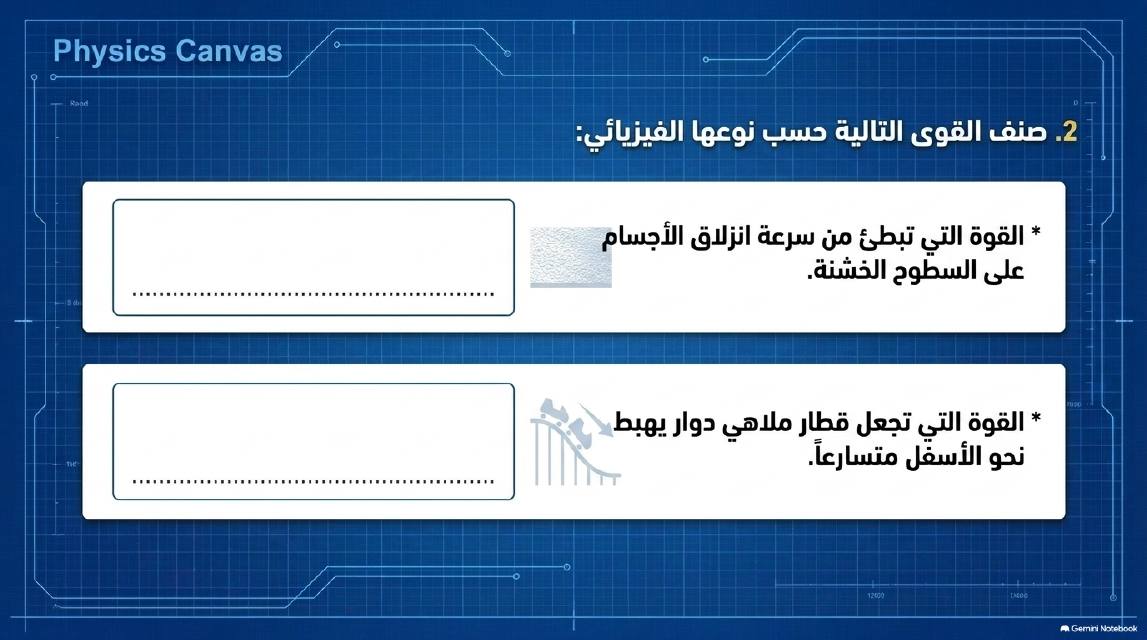 Physics Canvas
2. صنف القوى التالية حسب نوعها الفيزيائي:
* القوة التي تبطئ من سرعة انزلاق الأجسام
على السطوح الخشنة.
* القوة التي تجعل قطار ملاهي دوار يهبط
نحو الأسفل متسارعاً.
Gemini Notebook